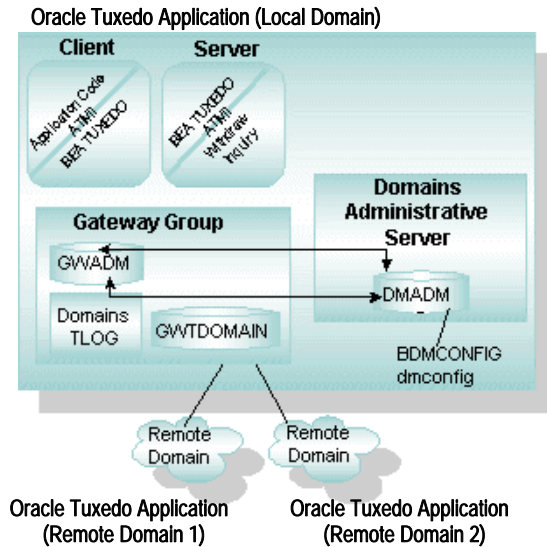 Oracle Tuxedo Application (Local Domain)
Client
Server
Application Code
ATMI
BEA TUXEDO
BEA TUXEDO
ATMI
Withdraw
Inquiry
Gateway Group
GWADM
Domains
TLOG
GWTDOMAIN
Domains
Administrative
Server
DMADM
BDMCONFIG
dmconfig
Remote
Domain
Remote
Domain
Oracle Tuxedo Application
(Remote Domain 1)
Oracle Tuxedo Application
(Remote Domain 2)